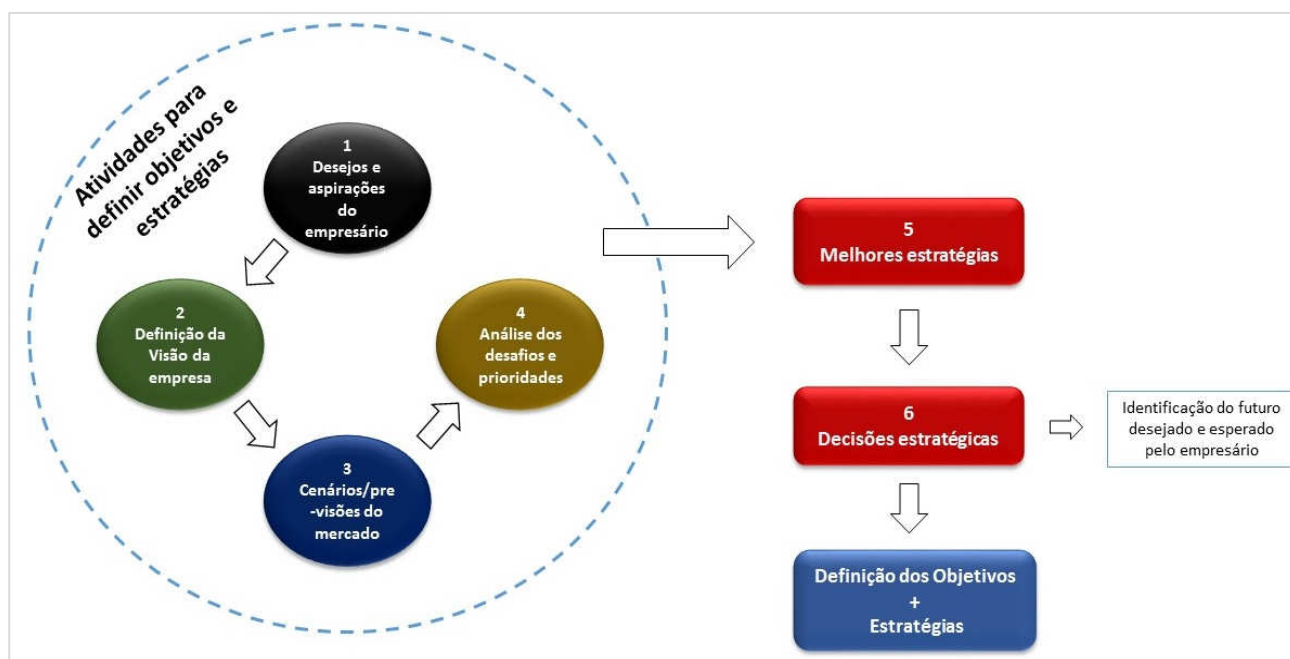 Atividades para
definir objetivos e
estratégias
1
Desejos e
aspirações
do
empresário
2
Definição da
Visão da
empresa
3
Cenários/pre
-visões do
mercado
4
Análise dos
desafios e
prioridades
5
Melhores estratégias
6
Decisões estratégicas
Identificação do futuro
desejado e esperado
pelo empresário
Definição dos Objetivos
+
Estratégias